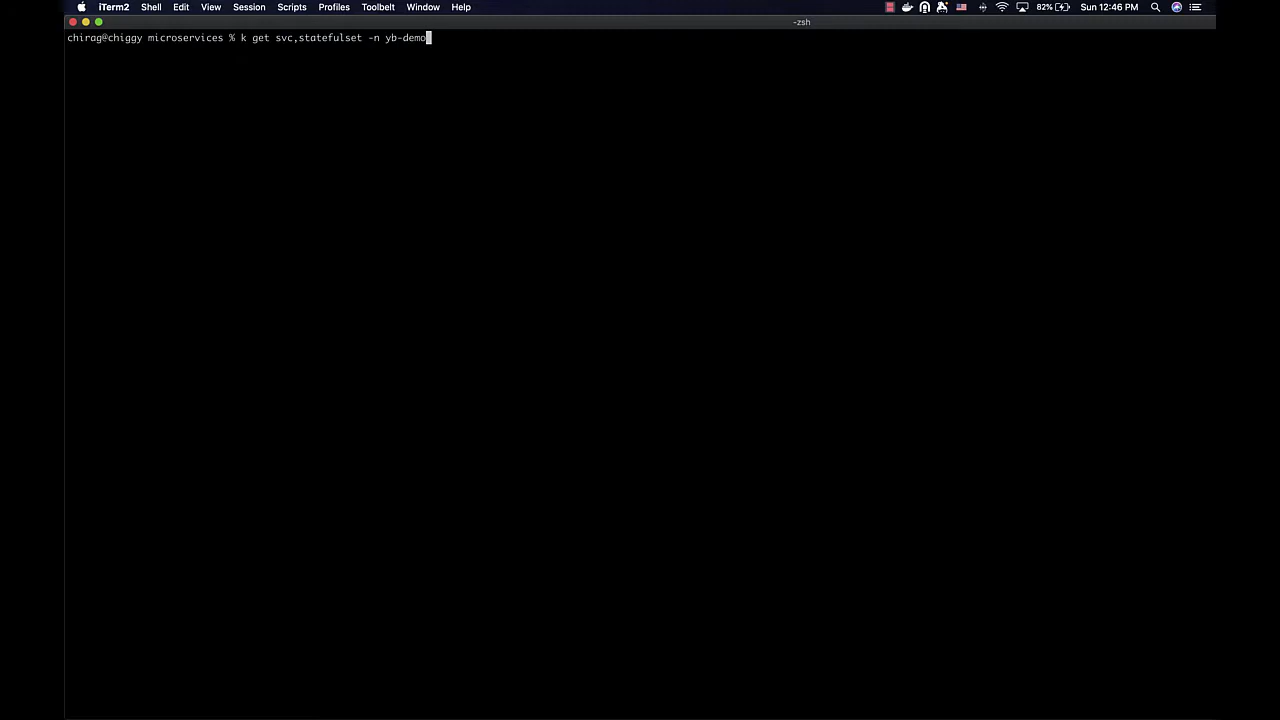 iTerm2 Shell Edit View Session Scripts Profiles Toolbelt Window Help 82% Sun 12:46 PM
-zsh
chirag@chiggy microservices % k get svc,statefulset -n yb-demo